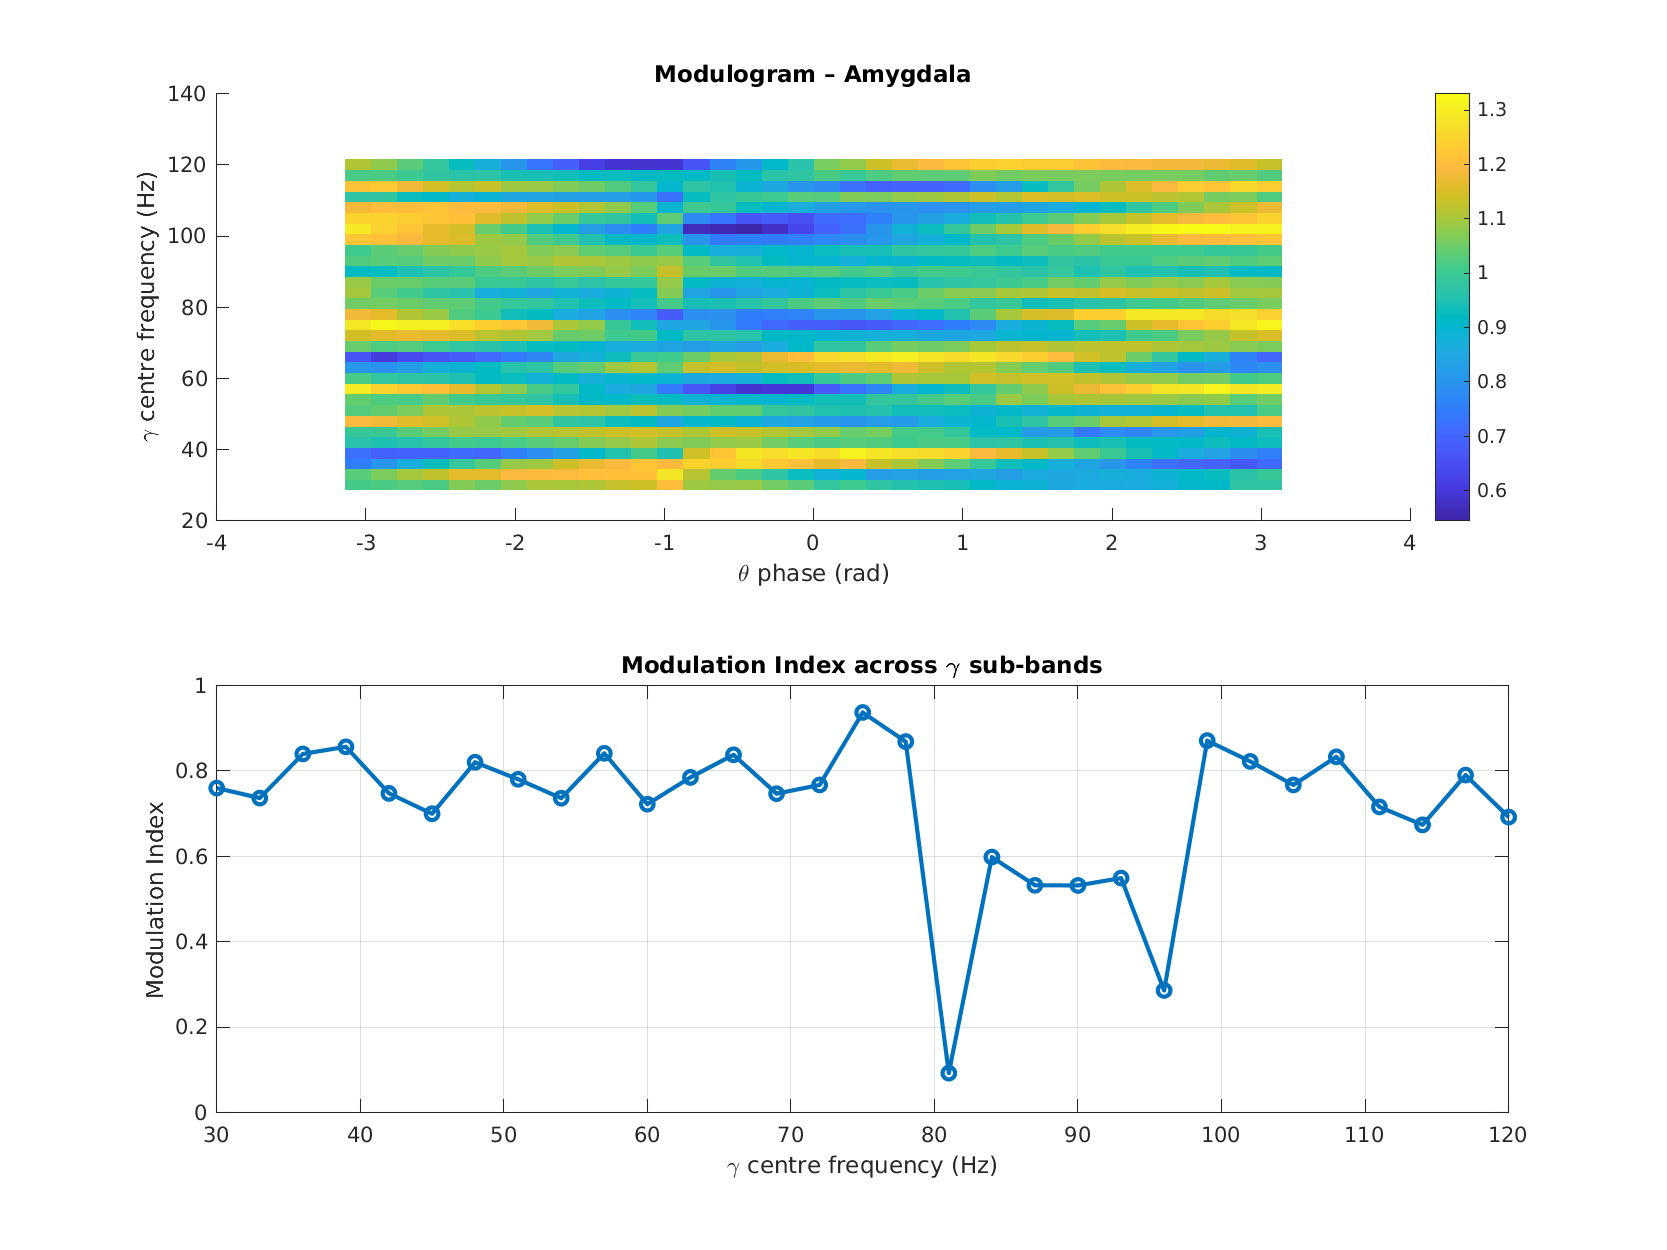 Modulogram – Amygdala
140
120
100
80
60
40
20
γ centre frequency (Hz)
-4 -3 -2 -1 0 1 2 3 4
θ phase (rad)
1.3
1.2
1.1
1
0.9
0.8
0.7
0.6
Modulation Index across γ sub-bands
1
0.8
0.6
0.4
0.2
0
Modulation Index
30 40 50 60 70 80 90 100 110 120
γ centre frequency (Hz)